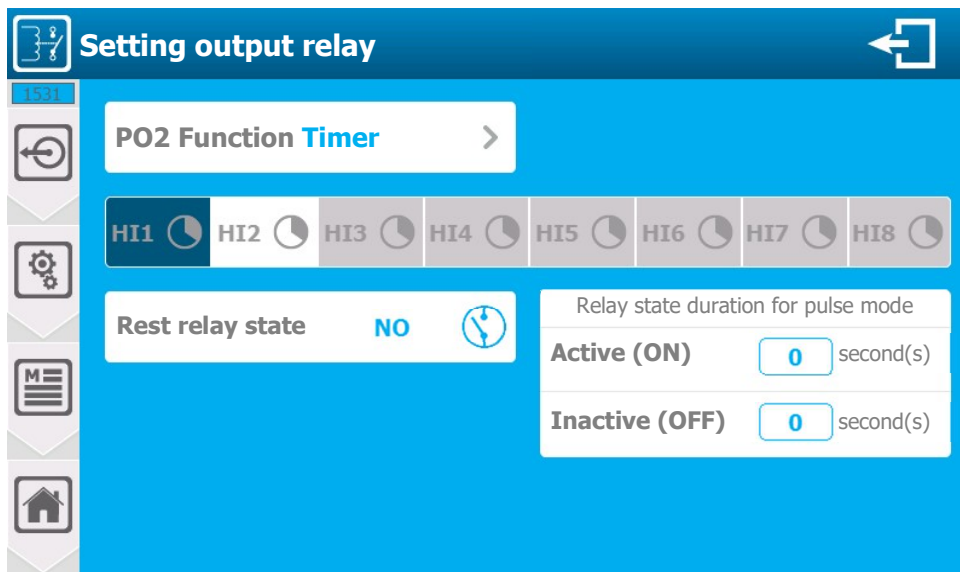 Setting output relay
1531
PO2 Function Timer
HI1 HI2 HI3 HI4 HI5 HI6 HI7 HI8
Rest relay state NO
Relay state duration for pulse mode
Active (ON) 0 second(s)
Inactive (OFF) 0 second(s)
M